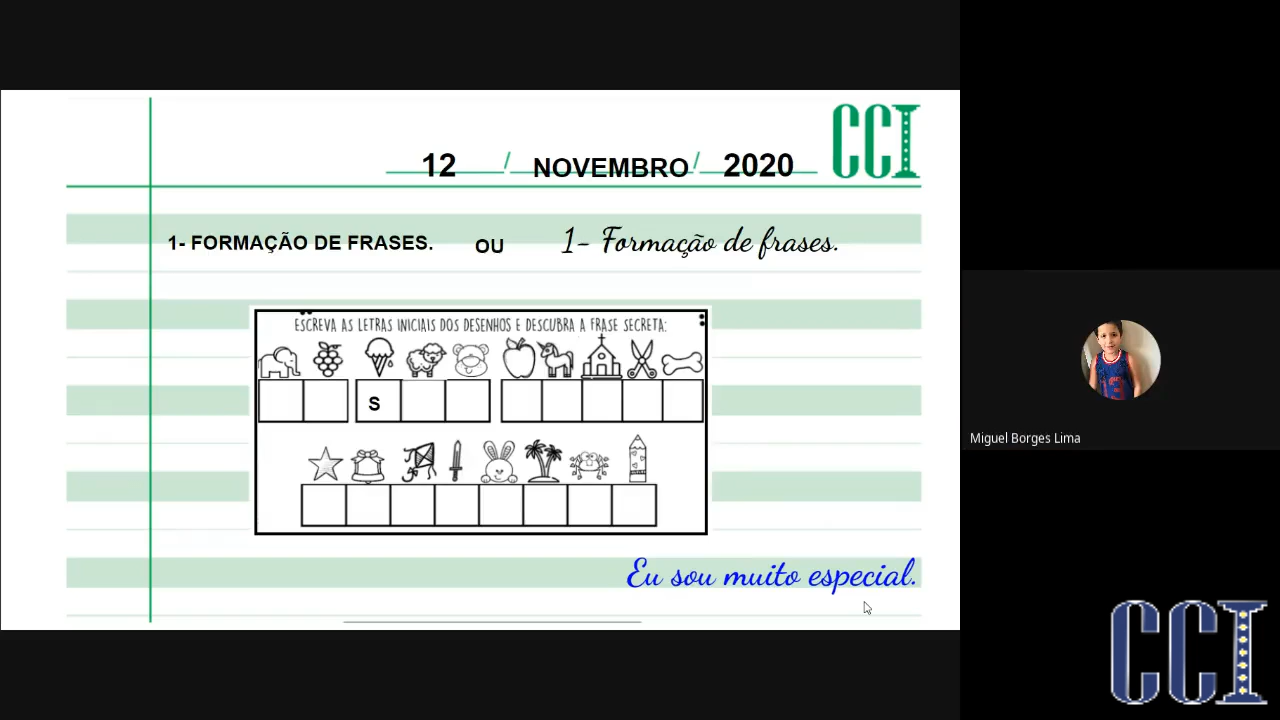 CCI
12 / NOVEMBRO / 2020
1- FORMAÇÃO DE FRASES. OU 1- Formação de frases.
ESCREVA AS LETRAS INICIAIS DOS DESENHOS E DESCUBRA A FRASE SECRETA:
S
Eu sou muito especial.
Miguel Borges Lima
CCI